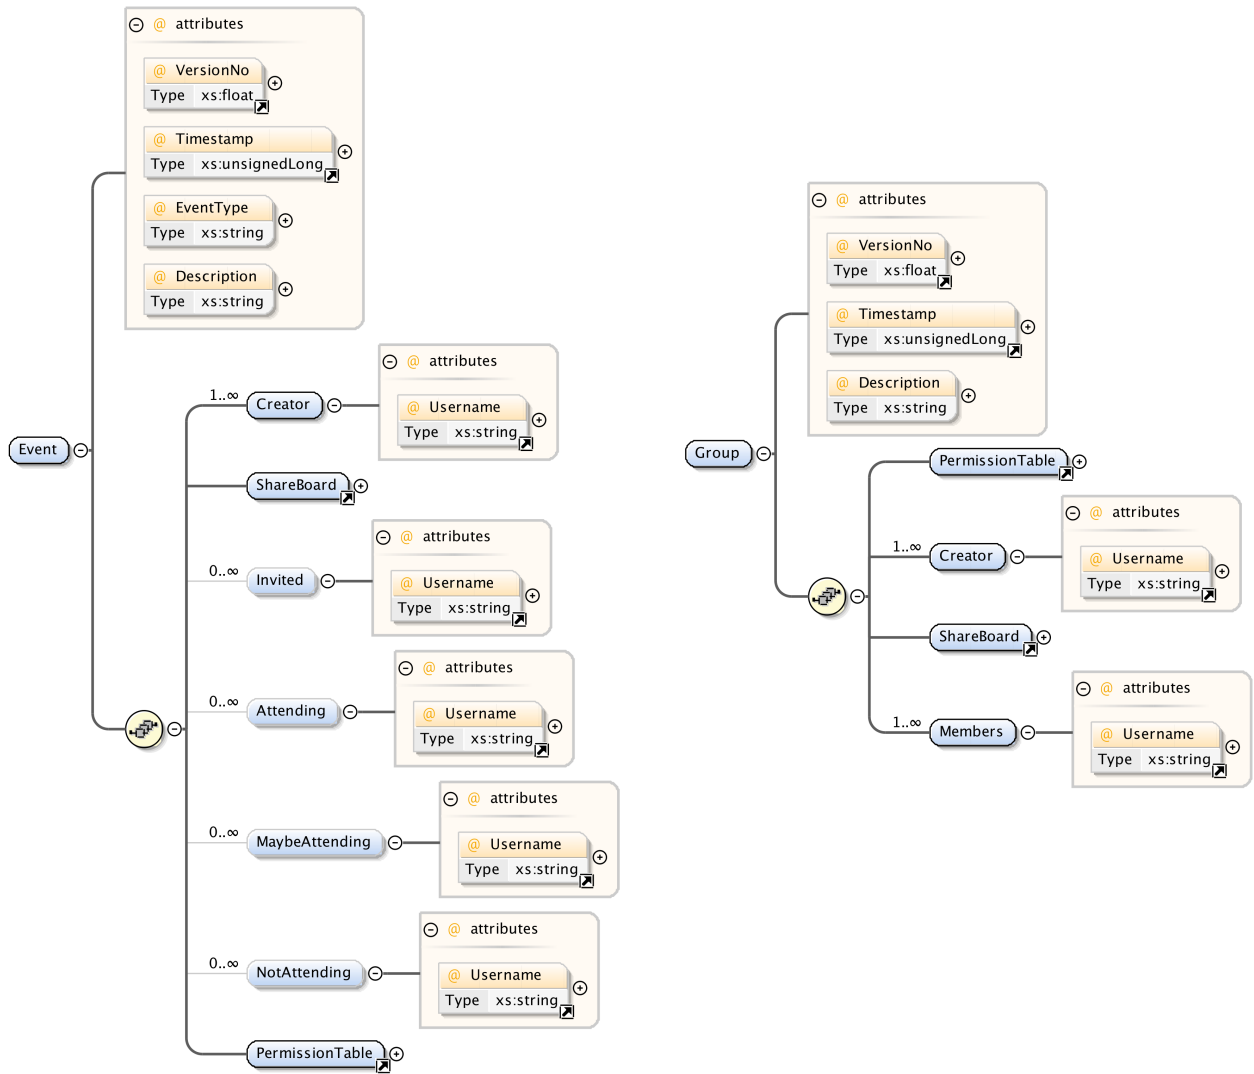 @ attributes
@ VersionNo
Type xs:float
@ Timestamp
Type xs:unsignedLong
@ EventType
Type xs:string
@ Description
Type xs:string
Event
1..∞
Creator
@ attributes
@ Username
Type xs:string
ShareBoard
0..∞
Invited
@ attributes
@ Username
Type xs:string
0..∞
Attending
@ attributes
@ Username
Type xs:string
0..∞
MaybeAttending
@ attributes
@ Username
Type xs:string
0..∞
NotAttending
@ attributes
@ Username
Type xs:string
PermissionTable
@ attributes
@ VersionNo
Type xs:float
@ Timestamp
Type xs:unsignedLong
@ Description
Type xs:string
Group
PermissionTable
1..∞
Creator
@ attributes
@ Username
Type xs:string
ShareBoard
1..∞
Members
@ attributes
@ Username
Type xs:string